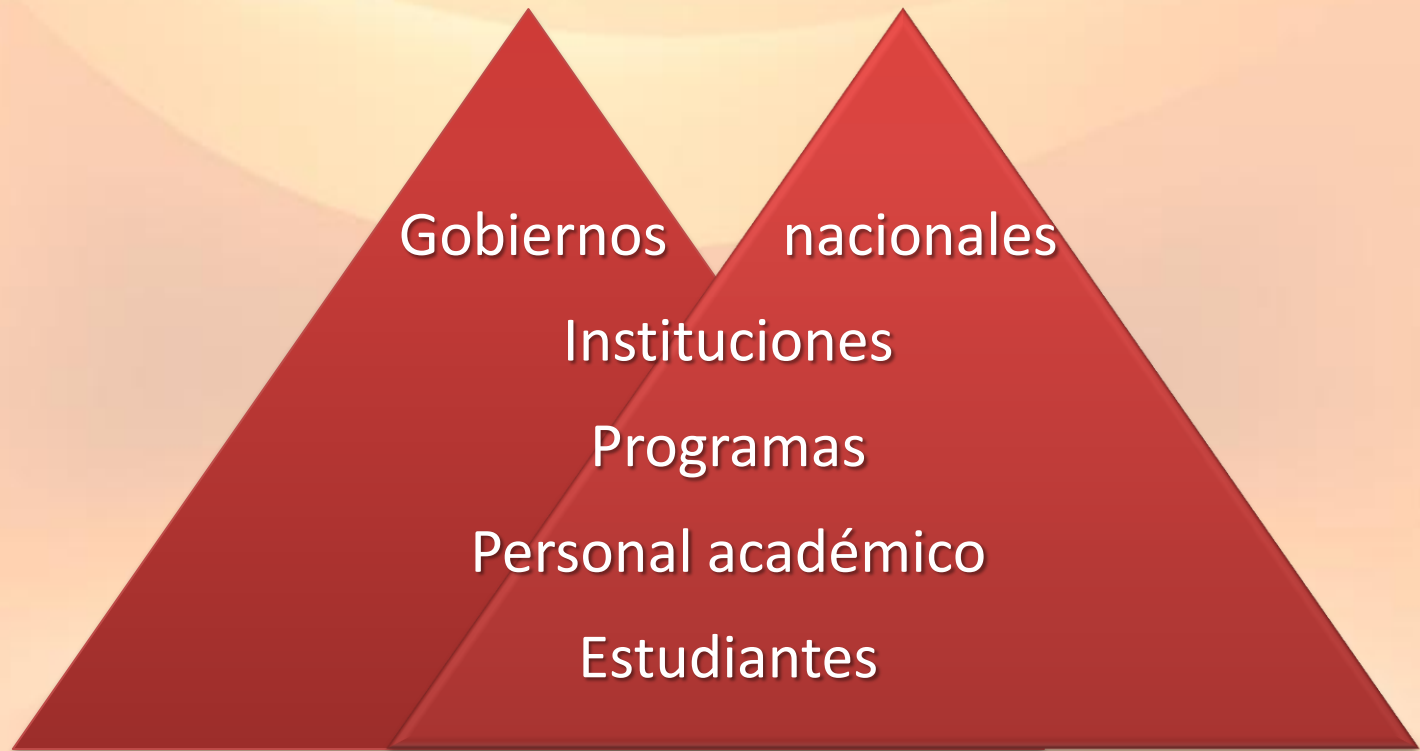 Gobiernos nacionales
Instituciones
Programas
Personal académico
Estudiantes